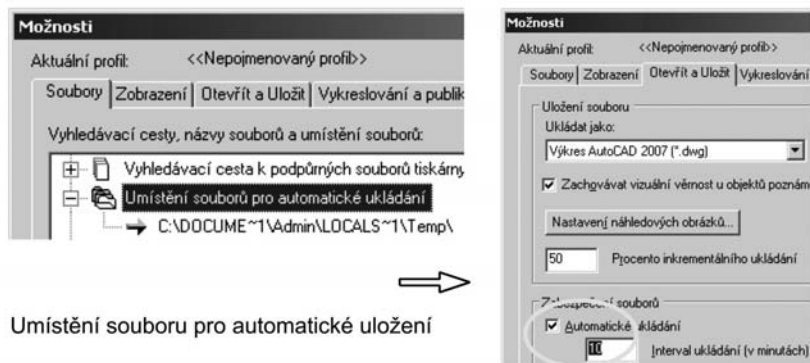 Možnosti
Aktuální profil: <<Nepojmenovaný profil>>
Soubory Zobrazení Otevřít a Uložit Vykreslování a publik
Vyhledávací cesty, názvy souborů a umístění souborů:
Vyhledávací cesta k podpůrných souborů tiskárny
Umístění souborů pro automatické ukládání
C:\DOCUME~1\Admin\LOCALS~1\Temp\
Umístění souboru pro automatické uložení
Možnosti
Aktuální profil: <<Nepojmenovaný profil>>
Soubory Zobrazení Otevřít a Uložit Vykreslování
Uložení souboru
Ukládat jako:
Výkres AutoCAD 2007 (*.dwg)
Zachovávat vizuální věrnost u objektů poznám
Nastavení náhledových obrázků...
50 Procento inkrementálního ukládání
Zabezpečení souborů
Automatické ukládání
10 Interval ukládání (v minutách)